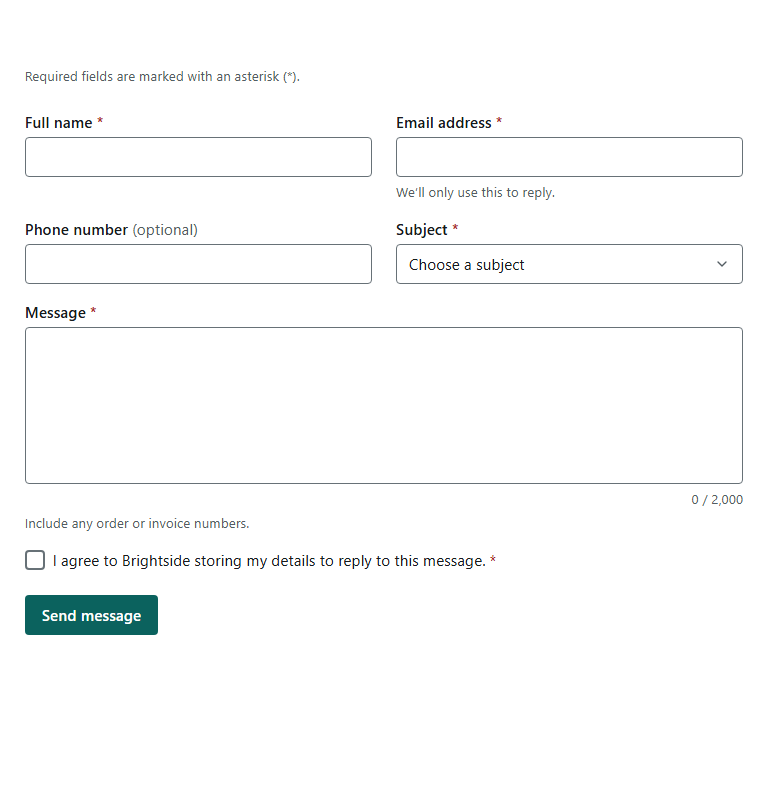 Required fields are marked with an asterisk (*).
Full name *
Email address *
We'll only use this to reply.
Phone number (optional)
Subject *
Choose a subject
Message *
0 / 2,000
Include any order or invoice numbers.
I agree to Brightside storing my details to reply to this message. *
Send message